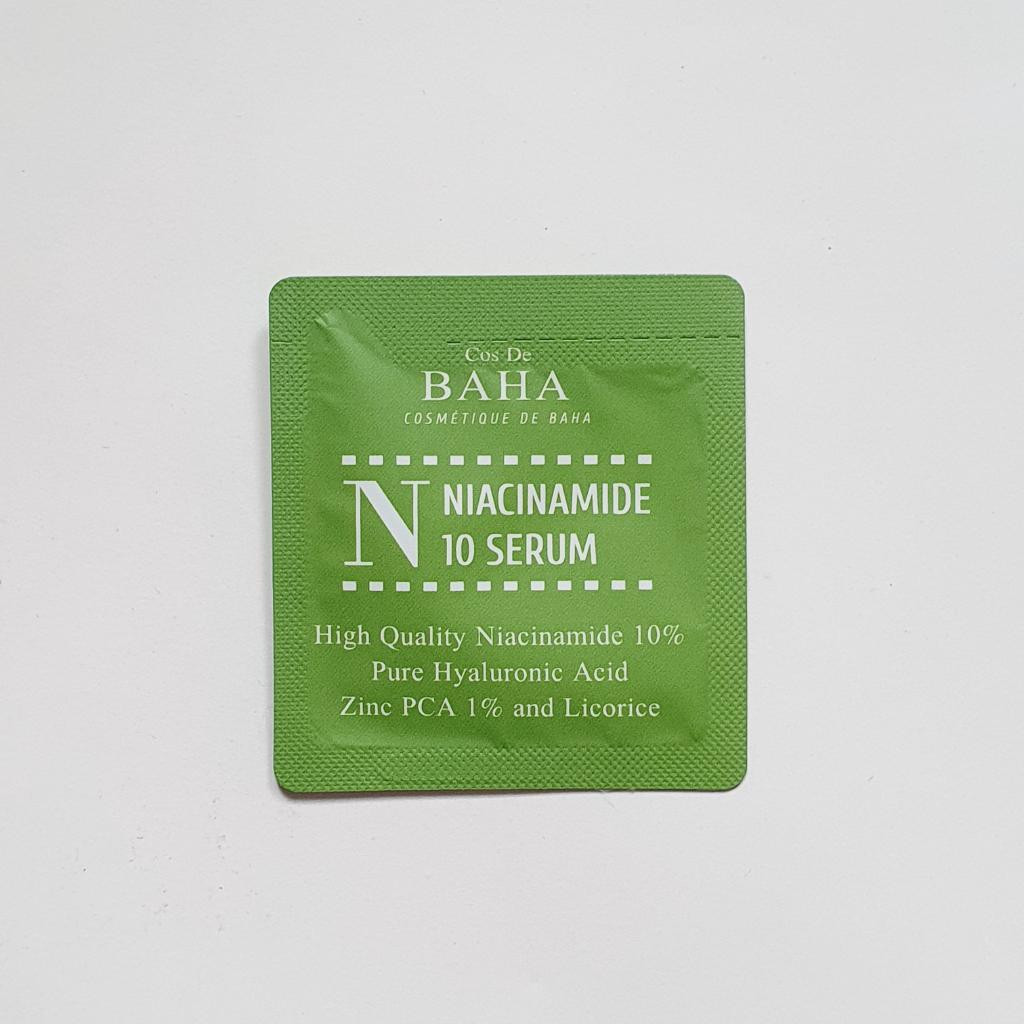 Cos De
BAHA
COSMÉTIQUE DE BAHA
N
NIACINAMIDE
10 SERUM
High Quality Niacinamide 10%
Pure Hyaluronic Acid
Zinc PCA 1% and Licorice